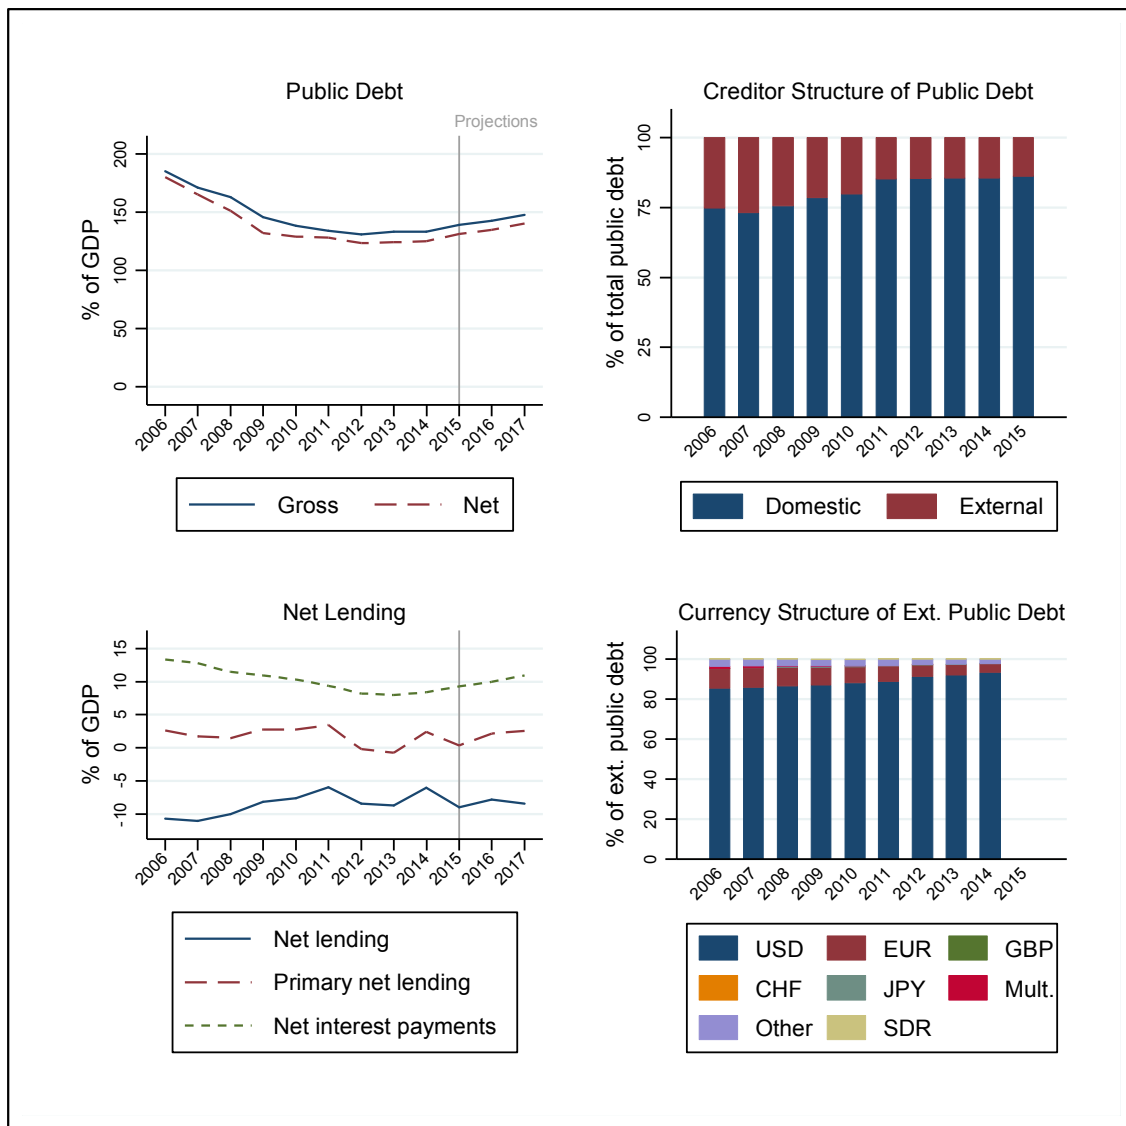 Public Debt
Projections
% of GDP
200
150
100
50
0
2006 2007 2008 2009 2010 2011 2012 2013 2014 2015 2016 2017
Gross Net
Creditor Structure of Public Debt
% of total public debt
100
75
50
25
0
2006 2007 2008 2009 2010 2011 2012 2013 2014 2015
Domestic External
Net Lending
% of GDP
15
10
5
0
-5
-10
2006 2007 2008 2009 2010 2011 2012 2013 2014 2015 2016 2017
Net lending
Primary net lending
Net interest payments
Currency Structure of Ext. Public Debt
% of ext. public debt
100
80
60
40
20
0
2006 2007 2008 2009 2010 2011 2012 2013 2014 2015
USD EUR GBP
CHF JPY Mult.
Other SDR